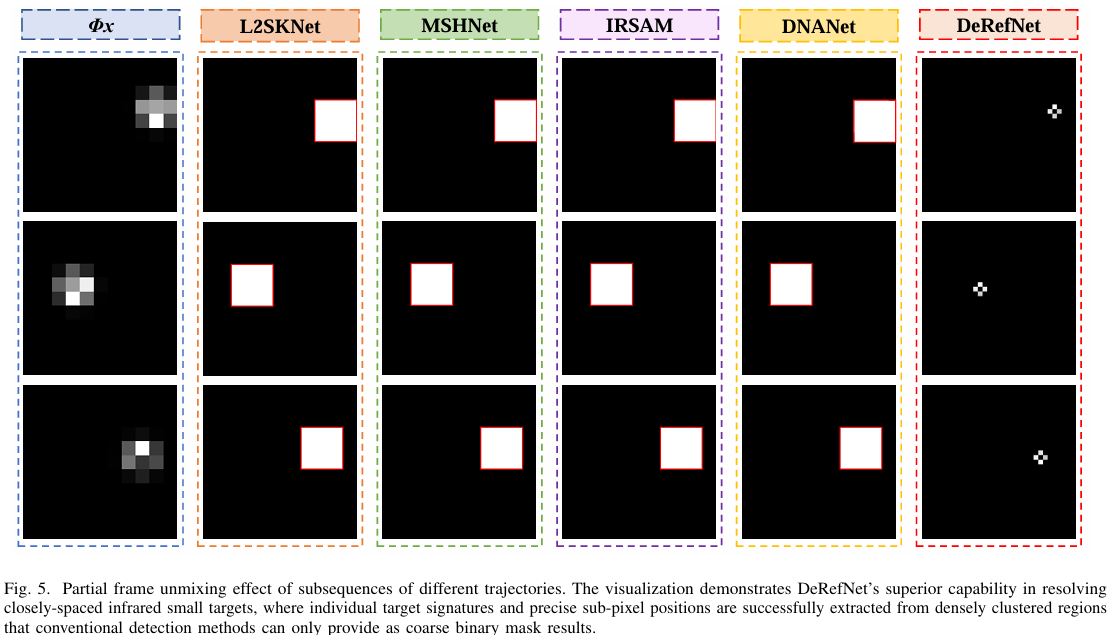 Φx L2SKNet MSHNet IRSAM DNANet DeRefNet
Fig. 5. Partial frame unmixing effect of subsequences of different trajectories. The visualization demonstrates DeRefNet's superior capability in resolving
closely-spaced infrared small targets, where individual target signatures and precise sub-pixel positions are successfully extracted from densely clustered regions
that conventional detection methods can only provide as coarse binary mask results.